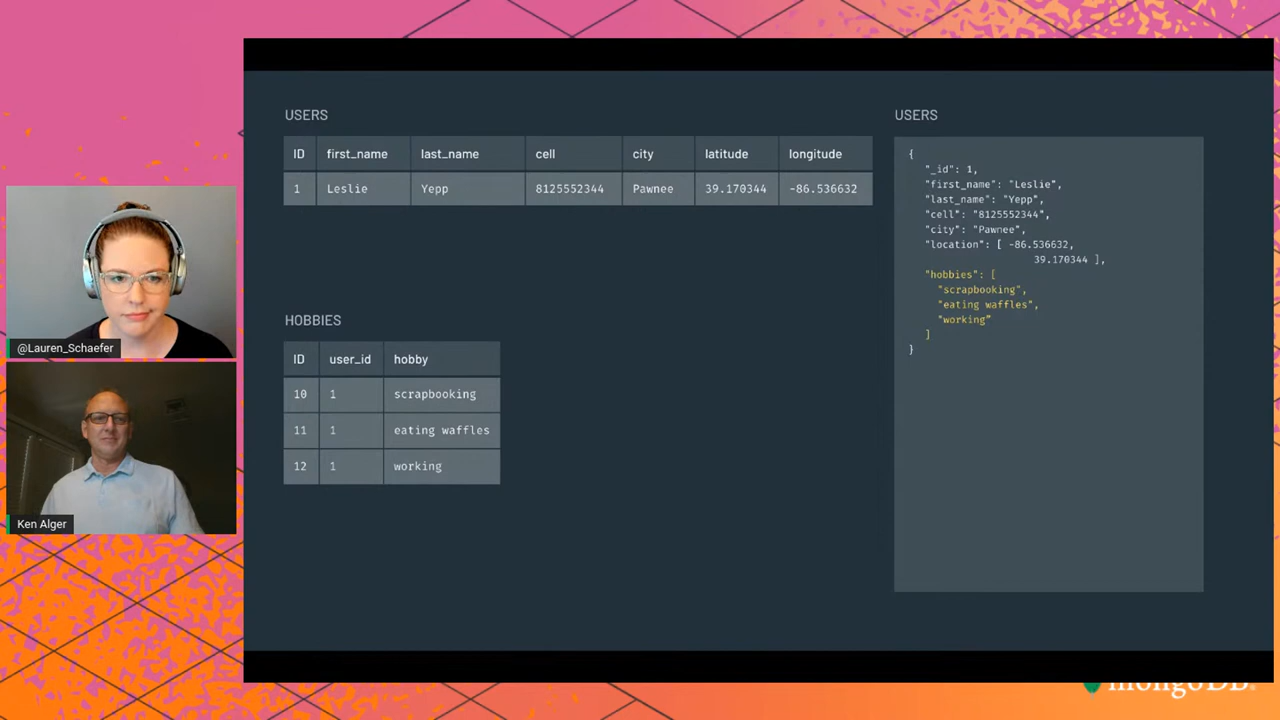 USERS
ID first_name last_name cell city latitude longitude
1 Leslie Yepp 8125552344 Pawnee 39.170344 -86.536632
HOBBIES
ID user_id hobby
10 1 scrapbooking
11 1 eating waffles
12 1 working
USERS
{
"_id": 1,
"first_name": "Leslie",
"last_name": "Yepp",
"cell": "8125552344",
"city": "Pawnee",
"location": [ -86.536632,
39.170344 ],
"hobbies": [
"scrapbooking",
"eating waffles",
"working"
]
}
@Lauren_Schaefer
Ken Alger
mongoDB